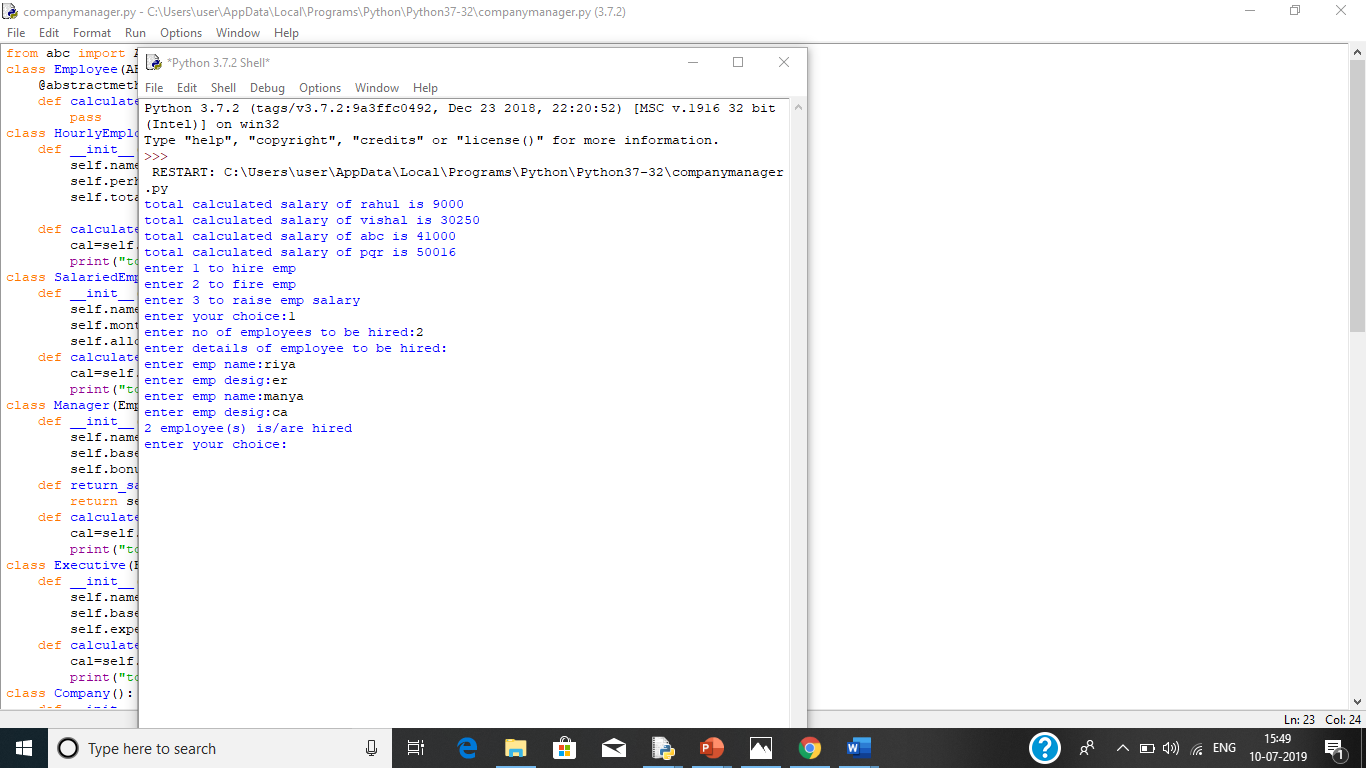 companymanager.py - C:\Users\user\AppData\Local\Programs\Python\Python37-32\companymanager.py (3.7.2)
File Edit Format Run Options Window Help
from abc import
class Employee(
@abstractmeth
def calculate
pass
class HourlyEmplo
def __init__
self.name
self.perh
self.tota
def calculate
cal=self.
print("to
class SalariedEmp
def __init__
self.name
self.mont
self.allo
def calculate
cal=self.
print("to
class Manager(Emp
def __init__
self.name
self.base
self.bonu
def return_sa
return se
def calculate
cal=self.
print("to
class Executive(
def __init__
self.name
self.base
self.expe
def calculate
cal=self.
print("to
class Company():
*Python 3.7.2 Shell*
File Edit Shell Debug Options Window Help
Python 3.7.2 (tags/v3.7.2:9a3ffc0492, Dec 23 2018, 22:20:52) [MSC v.1916 32 bit
(Intel)] on win32
Type "help", "copyright", "credits" or "license()" for more information.
>>>
RESTART: C:\Users\user\AppData\Local\Programs\Python\Python37-32\companymanager
.py
total calculated salary of rahul is 9000
total calculated salary of vishal is 30250
total calculated salary of abc is 41000
total calculated salary of pqr is 50016
enter 1 to hire emp
enter 2 to fire emp
enter 3 to raise emp salary
enter your choice:1
enter no of employees to be hired:2
enter details of employee to be hired:
enter emp name:riya
enter emp desig:er
enter emp name:manya
enter emp desig:ca
2 employee(s) is/are hired
enter your choice:
Ln: 23 Col: 24
Type here to search
ENG
15:49
10-07-2019
1